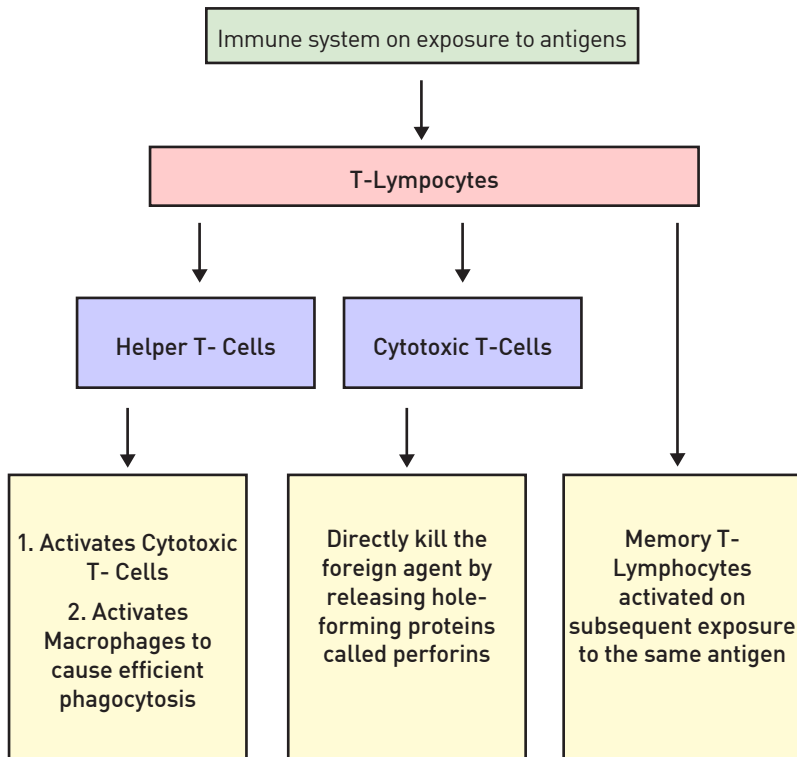 Immune system on exposure to antigens
T-Lympocytes
Helper T- Cells
Cytotoxic T-Cells
1. Activates Cytotoxic
T- Cells
2. Activates
Macrophages to
cause efficient
phagocytosis
Directly kill the
foreign agent by
releasing hole-
forming proteins
called perforins
Memory T-
Lymphocytes
activated on
subsequent exposure
to the same antigen